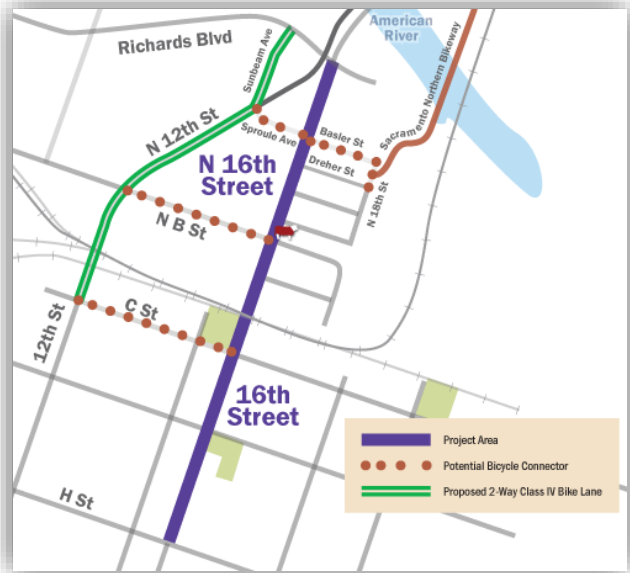 American
River
Richards Blvd
Sunbeam Ave
Sacramento Northern Bikeway
N 12th St
Sproule Ave
Basler St
Dreher St
N 16th
Street
N 18th St
N B St
C St
12th St
16th
Street
H St
Project Area
Potential Bicycle Connector
Proposed 2-Way Class IV Bike Lane